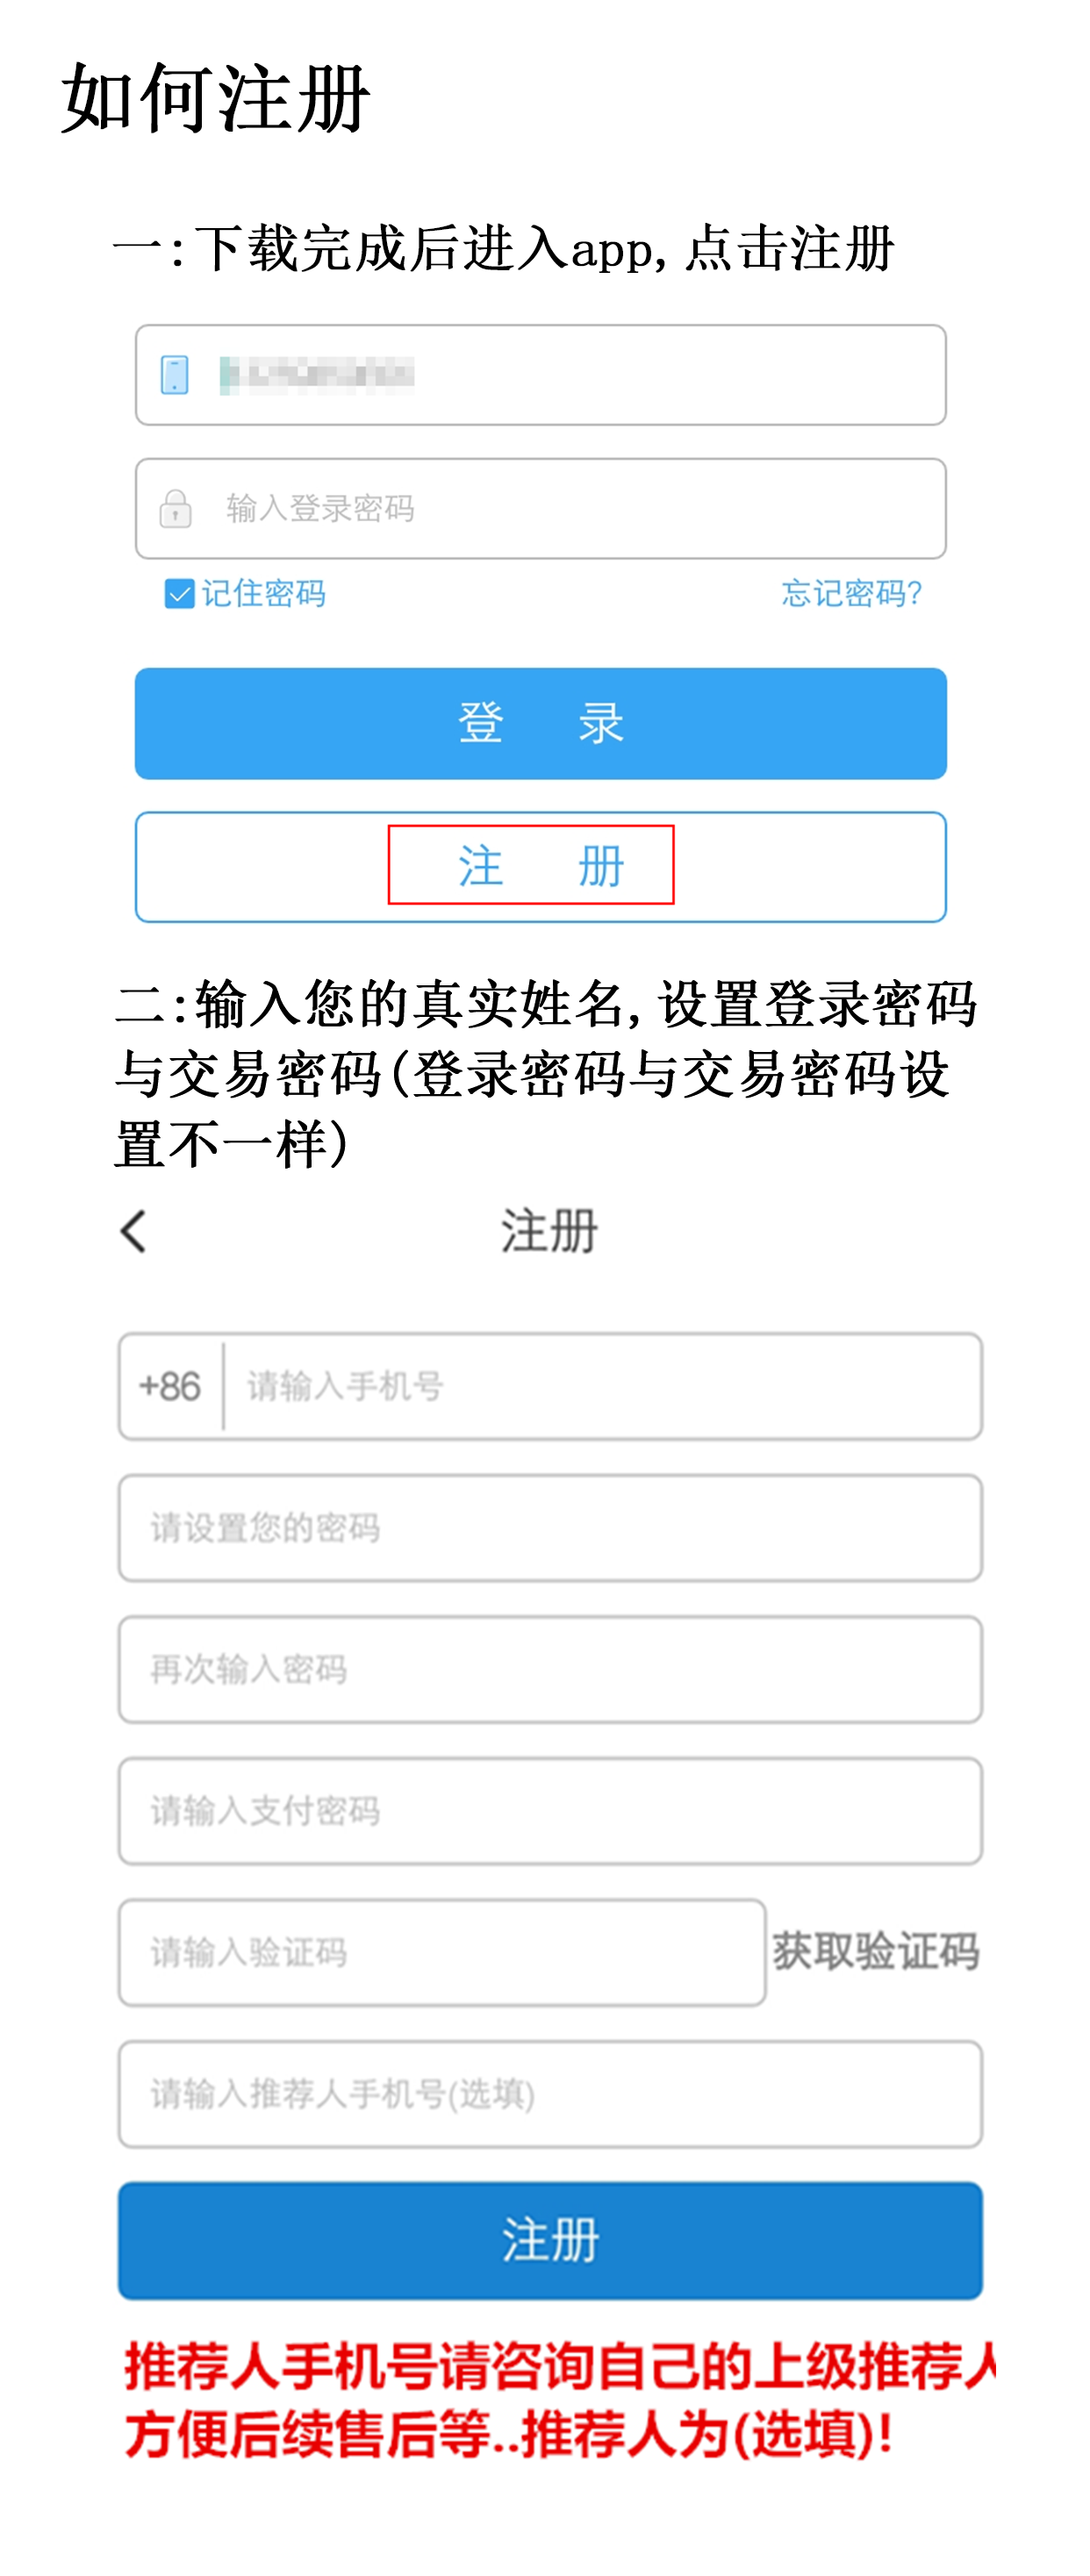 如何注册
一:下载完成后进入app,点击注册
输入登录密码
记住密码 忘记密码?
登 录
注 册
二:输入您的真实姓名,设置登录密码
与交易密码(登录密码与交易密码设
置不一样)
注册
+86 请输入手机号
请设置您的密码
再次输入密码
请输入支付密码
请输入验证码 获取验证码
请输入推荐人手机号(选填)
注册
推荐人手机号请咨询自己的上级推荐人
方便后续售后等..推荐人为(选填)!